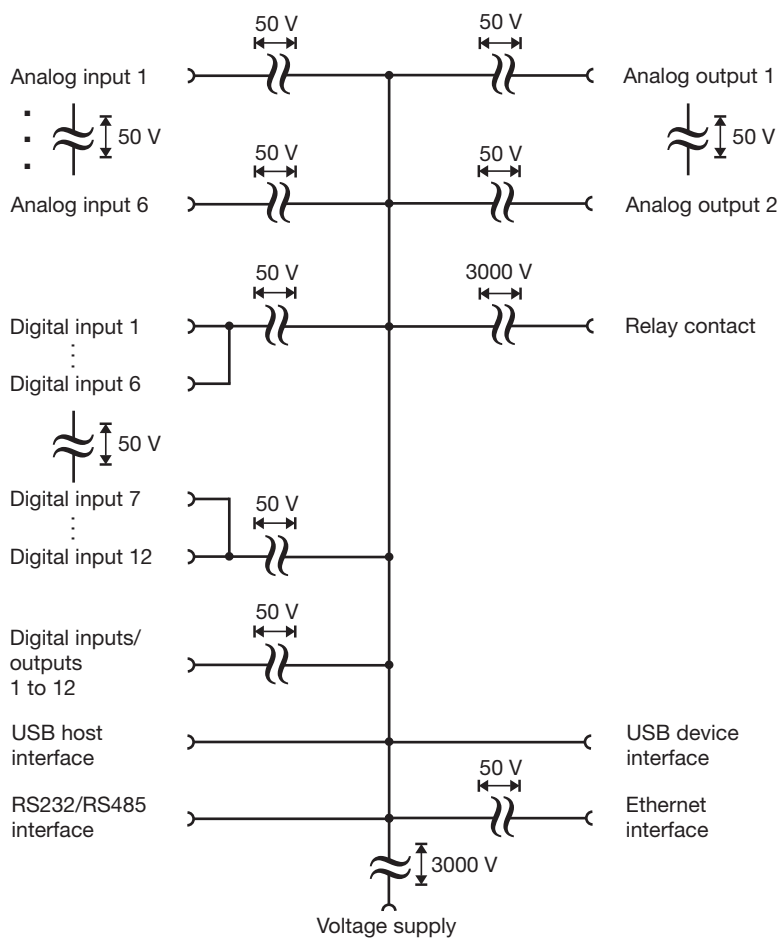 50 V
50 V
Analog input 1
Analog output 1
50 V
50 V
50 V
50 V
Analog input 6
Analog output 2
50 V
3000 V
Digital input 1
Relay contact
Digital input 6
50 V
Digital input 7
50 V
Digital input 12
50 V
Digital inputs/
outputs
1 to 12
USB host
interface
USB device
interface
50 V
RS232/RS485
interface
Ethernet
interface
3000 V
Voltage supply